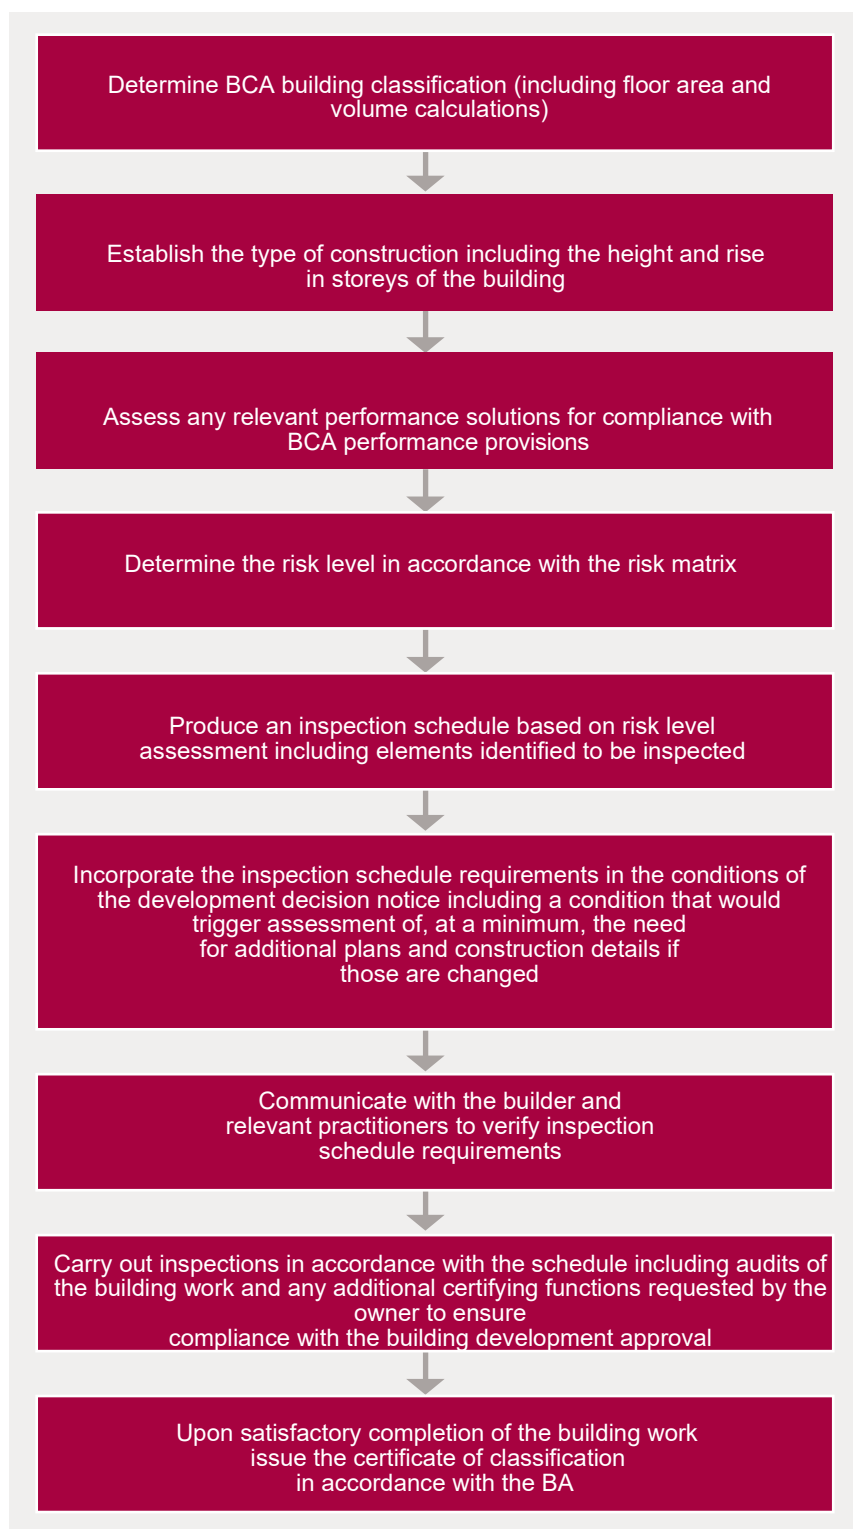 Determine BCA building classification (including floor area and
volume calculations)
Establish the type of construction including the height and rise
in storeys of the building
Assess any relevant performance solutions for compliance with
BCA performance provisions
Determine the risk level in accordance with the risk matrix
Produce an inspection schedule based on risk level
assessment including elements identified to be inspected
Incorporate the inspection schedule requirements in the conditions of
the development decision notice including a condition that would
trigger assessment of, at a minimum, the need
for additional plans and construction details if
those are changed
Communicate with the builder and
relevant practitioners to verify inspection
schedule requirements
Carry out inspections in accordance with the schedule including audits of
the building work and any additional certifying functions requested by the
owner to ensure
compliance with the building development approval
Upon satisfactory completion of the building work
issue the certificate of classification
in accordance with the BA